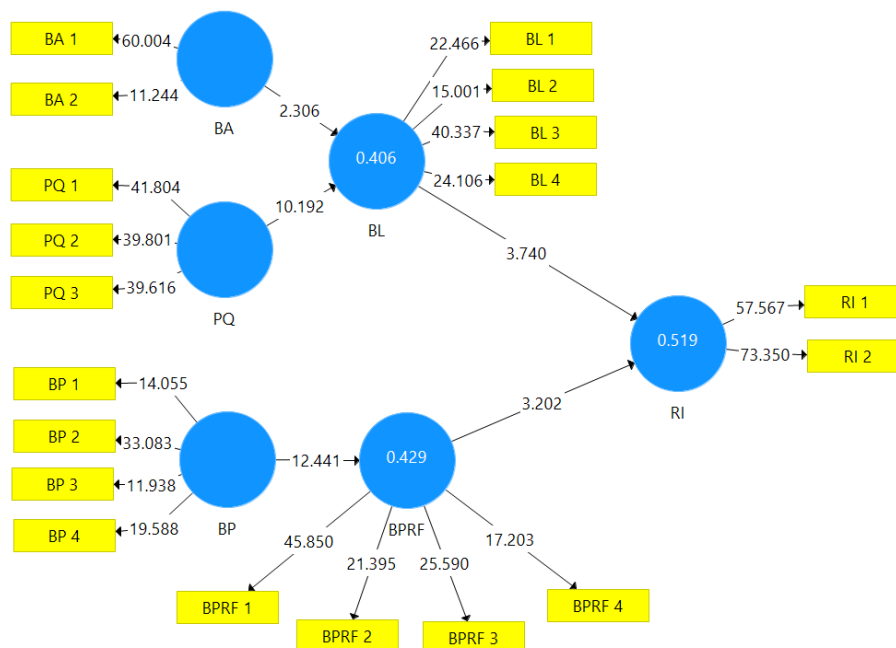 BA 1
60.004
BA 2
11.244
BA
2.306
BL 1
22.466
BL 2
15.001
BL 3
40.337
BL 4
24.106
0.406
BL
PQ 1
41.804
PQ 2
39.801
PQ 3
39.616
PQ
10.192
3.740
RI 1
57.567
RI 2
73.350
0.519
RI
3.202
BP 1
14.055
BP 2
33.083
BP 3
11.938
BP 4
19.588
BP
12.441
0.429
BPRF
45.850
21.395
25.590
17.203
BPRF 1
BPRF 2
BPRF 3
BPRF 4